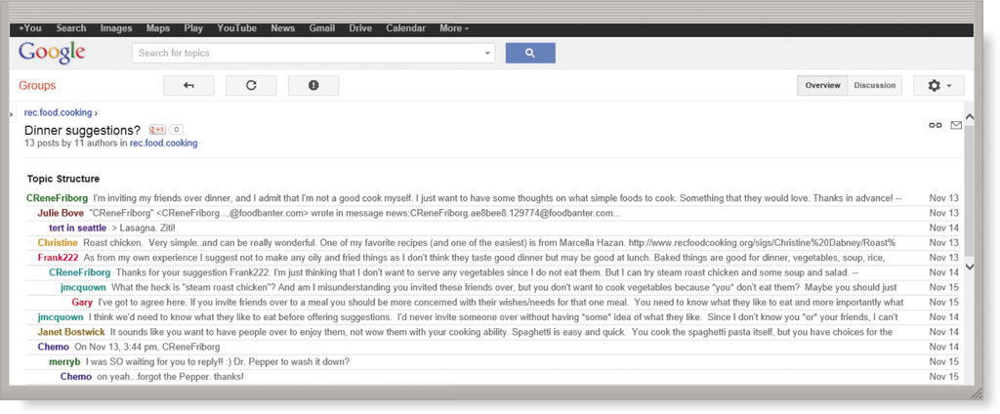 +You Search Images Maps Play YouTube News Gmail Drive Calendar More
Google Search for topics
Groups Overview Discussion
rec.food.cooking ›
Dinner suggestions? g +1 0
13 posts by 11 authors in rec.food.cooking
Topic Structure
CReneFriborg I'm inviting my friends over dinner, and I admit that I'm not a good cook myself. I just want to have some thoughts on what simple foods to cook. Something that they would love. Thanks in advance! -- Nov 13
Julie Bove "CReneFriborg" <CReneFriborg....@foodbanter.com> wrote in message news:CReneFriborg.ae8bee8.129774@foodbanter.com... Nov 13
tert in seattle > Lasagna. Ziti! Nov 14
Christine Roast chicken. Very simple..and can be really wonderful. One of my favorite recipes (and one of the easiest) is from Marcella Hazan. http://www.recfoodcooking.org/sigs/Christine%20Dabney/Roast% Nov 13
Frank222 As from my own experience I suggest not to make any oily and fried things as I don't think they taste good dinner but may be good at lunch. Baked things are good for dinner, vegetables, soup, rice, Nov 13
CReneFriborg Thanks for your suggestion Frank222. I'm just thinking that I don't want to serve any vegetables since I do not eat them. But I can try steam roast chicken and some soup and salad. -- Nov 14
jmcquown What the heck is "steam roast chicken"? And am I misunderstanding you invited these friends over, but you don't want to cook vegetables because *you* don't eat them? Maybe you should just Nov 15
Gary I've got to agree here. If you invite friends over to a meal you should be more concerned with their wishes/needs for that one meal. You need to know what they like to eat and more importantly what Nov 15
jmcquown I think we'd need to know what they like to eat before offering suggestions. I'd never invite someone over without having *some* idea of what they like. Since I don't know you *or* your friends, I can't Nov 14
Janet Bostwick It sounds like you want to have people over to enjoy them, not wow them with your cooking ability. Spaghetti is easy and quick. You cook the spaghetti pasta itself, but you have choices for the Nov 14
Chemo On Nov 13, 3:44 pm, CReneFriborg Nov 14
merryb I was SO waiting for you to reply!! :) Dr. Pepper to wash it down? Nov 15
Chemo on yeah...forgot the Pepper. thanks! Nov 15